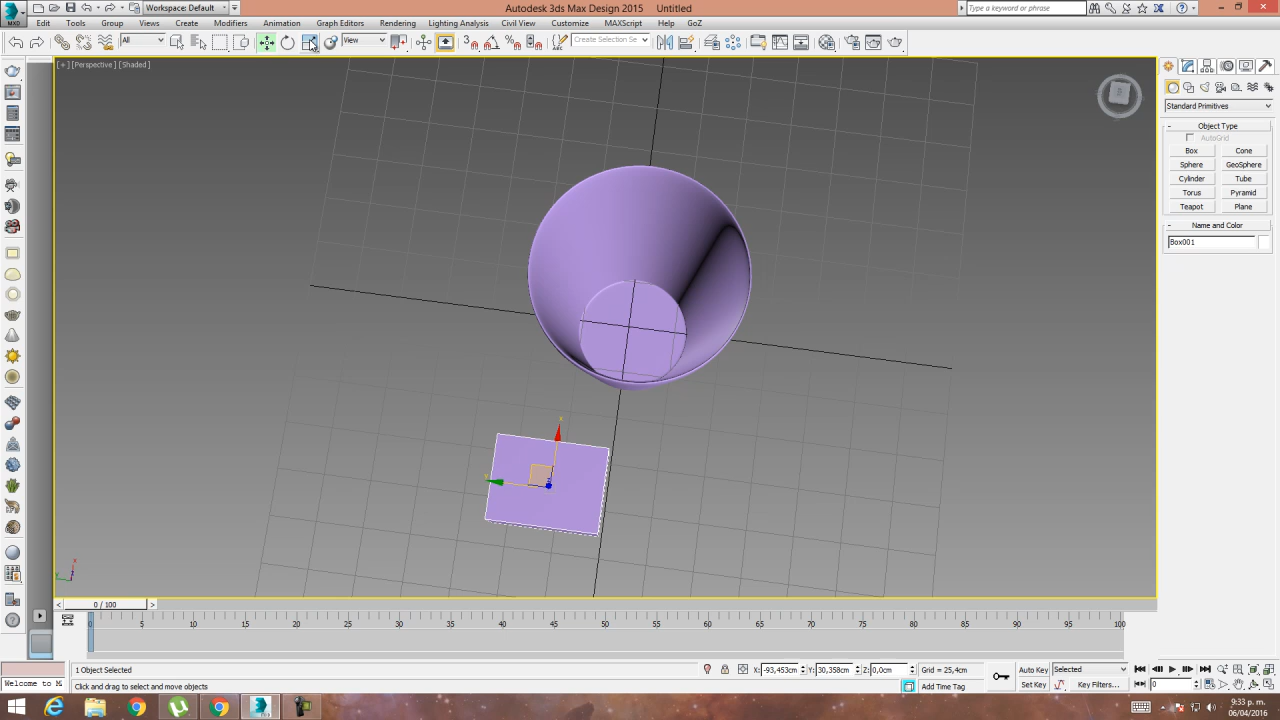 Workspace: Default
Autodesk 3ds Max Design 2015   Untitled
Type a keyword or phrase
MXD
Edit Tools Group Views Create Modifiers Animation Graph Editors Rendering Lighting Analysis Civil View Customize MAXScript Help GoZ
All
View
Create Selection Se
[+] [Perspective] [Shaded]
Standard Primitives
- Object Type
AutoGrid
Box Cone
Sphere GeoSphere
Cylinder Tube
Torus Pyramid
Teapot Plane
- Name and Color
Box001
< 0 / 100 >
0 5 10 15 20 25 30 35 40 45 50 55 60 65 70 75 80 85 90 95 100
1 Object Selected
X: -93,453cm Y: 30,358cm Z: 0,0cm
Grid = 25,4cm
Auto Key Selected
Welcome to M
Click and drag to select and move objects
Add Time Tag
Set Key Key Filters...
0
9:33 p. m.
06/04/2016